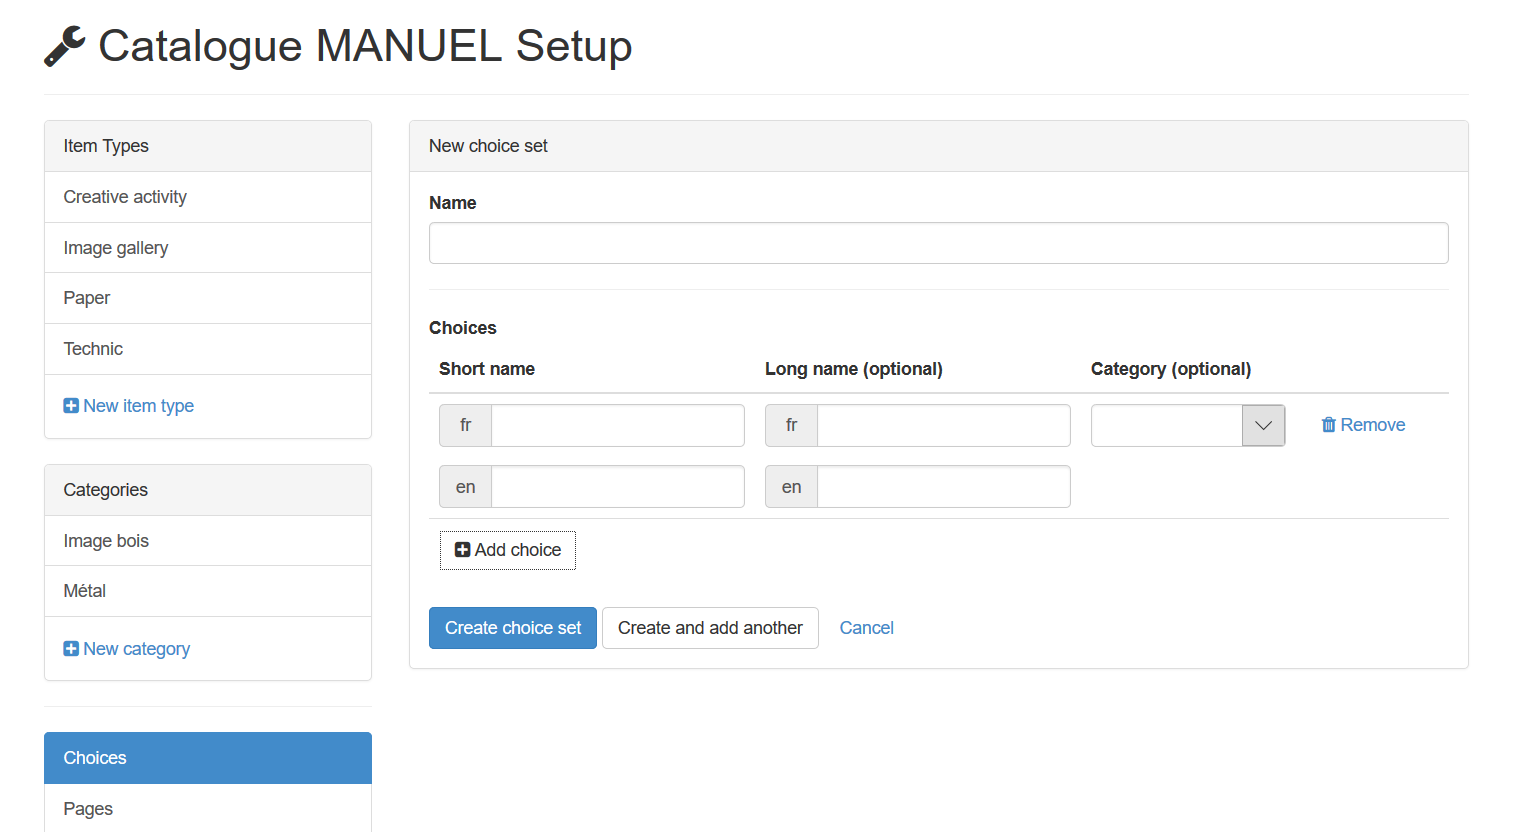 Catalogue MANUEL Setup
Item Types
Creative activity
Image gallery
Paper
Technic
New item type
Categories
Image bois
Métal
New category
Choices
Pages
New choice set
Name
Choices
Short name Long name (optional) Category (optional)
fr fr Remove
en en
Add choice
Create choice set Create and add another Cancel